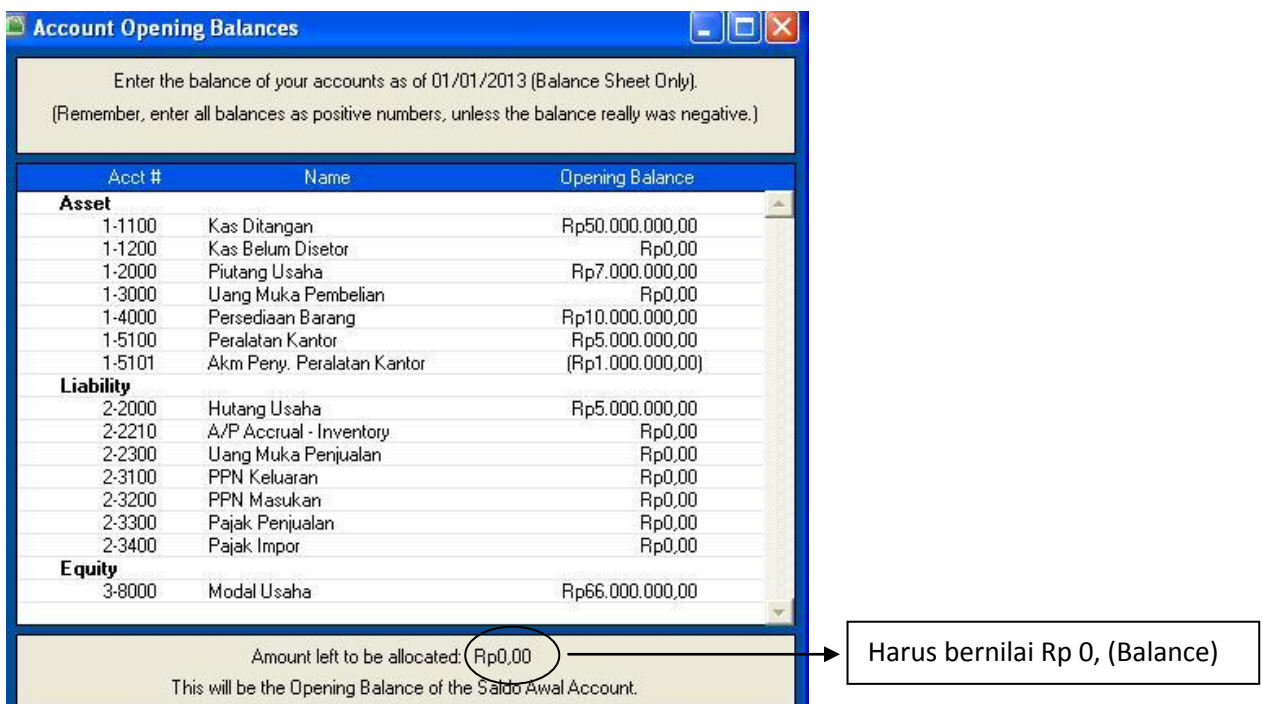 Account Opening Balances
Enter the balance of your accounts as of 01/01/2013 (Balance Sheet Only).
(Remember, enter all balances as positive numbers, unless the balance really was negative.)
Acct # Name Opening Balance
Asset
1-1100 Kas Ditangan Rp50.000.000,00
1-1200 Kas Belum Disetor Rp0,00
1-2000 Piutang Usaha Rp7.000.000,00
1-3000 Uang Muka Pembelian Rp0,00
1-4000 Persediaan Barang Rp10.000.000,00
1-5100 Peralatan Kantor Rp5.000.000,00
1-5101 Akm Peny. Peralatan Kantor (Rp1.000.000,00)
Liability
2-2000 Hutang Usaha Rp5.000.000,00
2-2210 A/P Accrual - Inventory Rp0,00
2-2300 Uang Muka Penjualan Rp0,00
2-3100 PPN Keluaran Rp0,00
2-3200 PPN Masukan Rp0,00
2-3300 Pajak Penjualan Rp0,00
2-3400 Pajak Impor Rp0,00
Equity
3-8000 Modal Usaha Rp66.000.000,00
Amount left to be allocated: Rp0,00
Harus bernilai Rp 0, (Balance)
This will be the Opening Balance of the Saldo Awal Account.